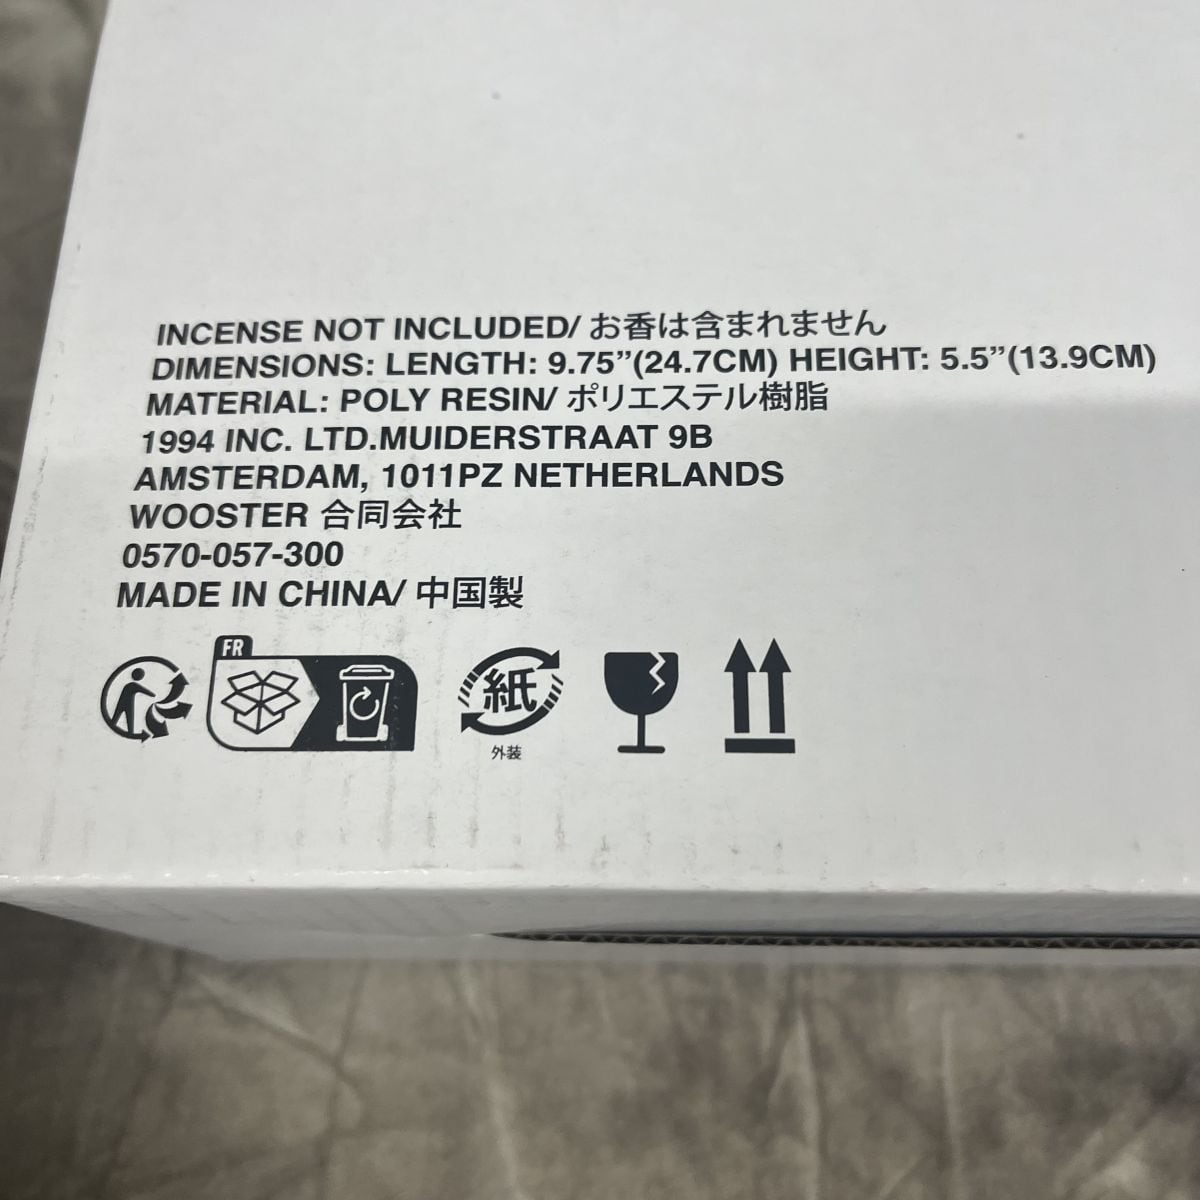 INCENSE NOT INCLUDED/ お香は含まれません
DIMENSIONS: LENGTH: 9.75”(24.7CM) HEIGHT: 5.5”(13.9CM)
MATERIAL: POLY RESIN/ ポリエステル樹脂
1994 INC. LTD.MUIDERSTRAAT 9B
AMSTERDAM, 1011PZ NETHERLANDS
WOOSTER 合同会社
0570-057-300
MADE IN CHINA/ 中国製
FR
紙
外装